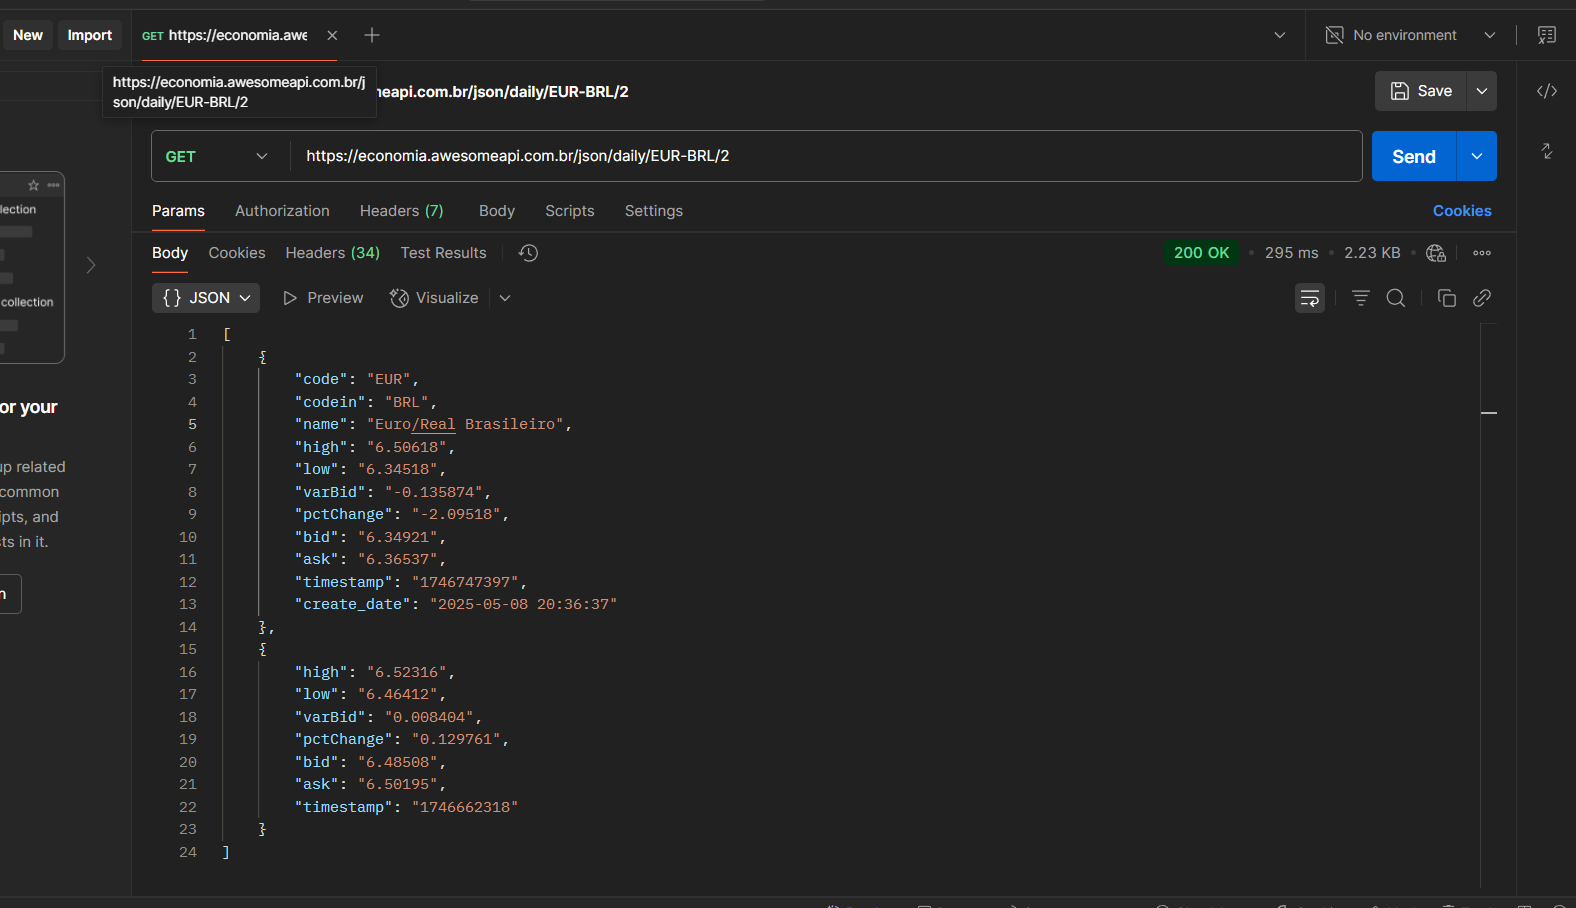 New
Import
GET https://economia.awe
No environment
https://economia.awesomeapi.com.br/j
son/daily/EUR-BRL/2
neapi.com.br/json/daily/EUR-BRL/2
Save
GET
https://economia.awesomeapi.com.br/json/daily/EUR-BRL/2
Send
Params
Authorization
Headers (7)
Body
Scripts
Settings
Cookies
Body
Cookies
Headers (34)
Test Results
200 OK
295 ms
2.23 KB
{} JSON
Preview
Visualize
lection
collection
or your
up related
common
ipts, and
ts in it.
n
1 [
2 {
3 "code": "EUR",
4 "codein": "BRL",
5 "name": "Euro/Real Brasileiro",
6 "high": "6.50618",
7 "low": "6.34518",
8 "varBid": "-0.135874",
9 "pctChange": "-2.09518",
10 "bid": "6.34921",
11 "ask": "6.36537",
12 "timestamp": "1746747397",
13 "create_date": "2025-05-08 20:36:37"
14 },
15 {
16 "high": "6.52316",
17 "low": "6.46412",
18 "varBid": "0.008404",
19 "pctChange": "0.129761",
20 "bid": "6.48508",
21 "ask": "6.50195",
22 "timestamp": "1746662318"
23 }
24 ]